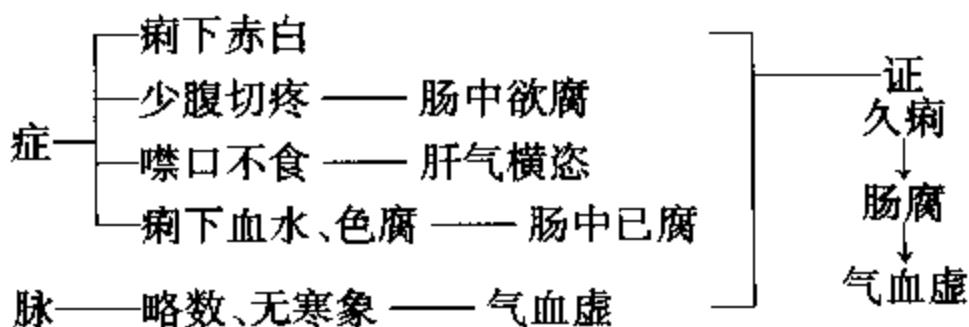 痢下赤白
少腹切疼 肠中欲腐
症
噤口不食 肝气横恣
痢下血水、色腐 肠中已腐
脉 略数、无寒象 气血虚
证
久痢
肠腐
气血虚